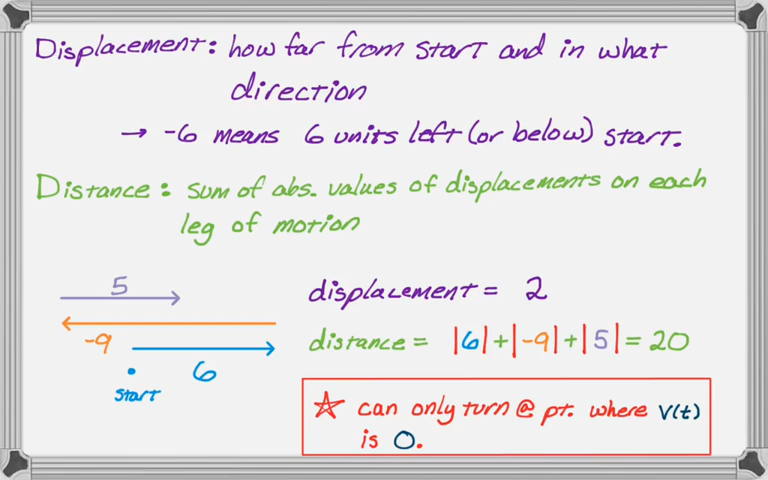 Displacement: how far from start and in what
direction
→ -6 means 6 units left (or below) start.
Distance: sum of abs. values of displacements on each
leg of motion
5
-9
6
start
displacement = 2
distance = |6|+|-9|+|5|=20
☆ can only turn @ pt. where v(t)
is 0.